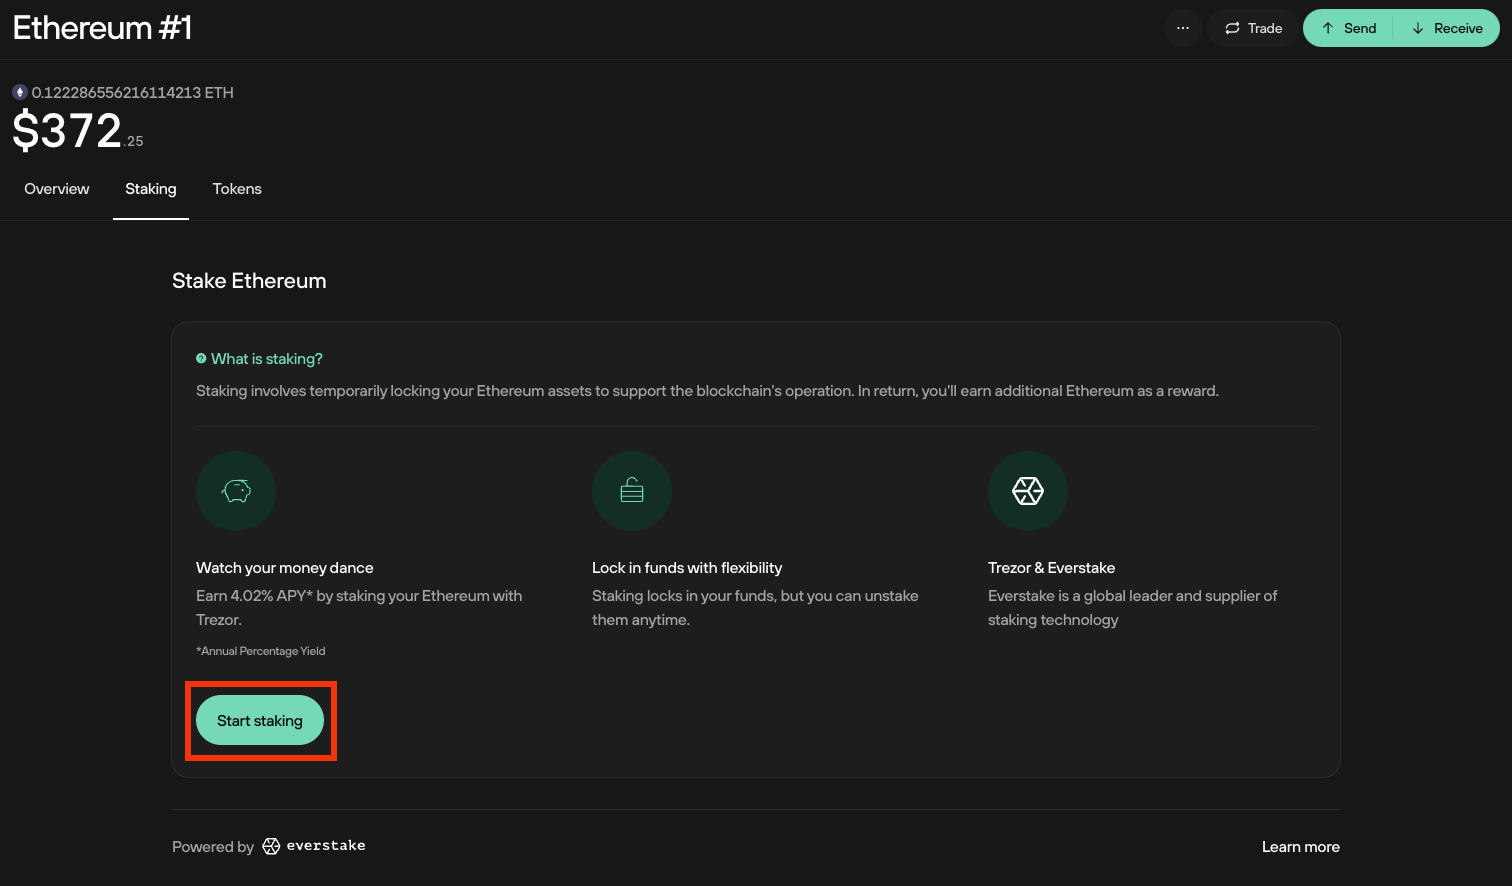 Ethereum #1
··· Trade Send Receive
0.122286556216114213 ETH
$372.25
Overview Staking Tokens
Stake Ethereum
What is staking?
Staking involves temporarily locking your Ethereum assets to support the blockchain's operation. In return, you'll earn additional Ethereum as a reward.
Watch your money dance
Earn 4.02% APY* by staking your Ethereum with
Trezor.
*Annual Percentage Yield
Lock in funds with flexibility
Staking locks in your funds, but you can unstake
them anytime.
Trezor & Everstake
Everstake is a global leader and supplier of
staking technology
Start staking
Powered by everstake
Learn more